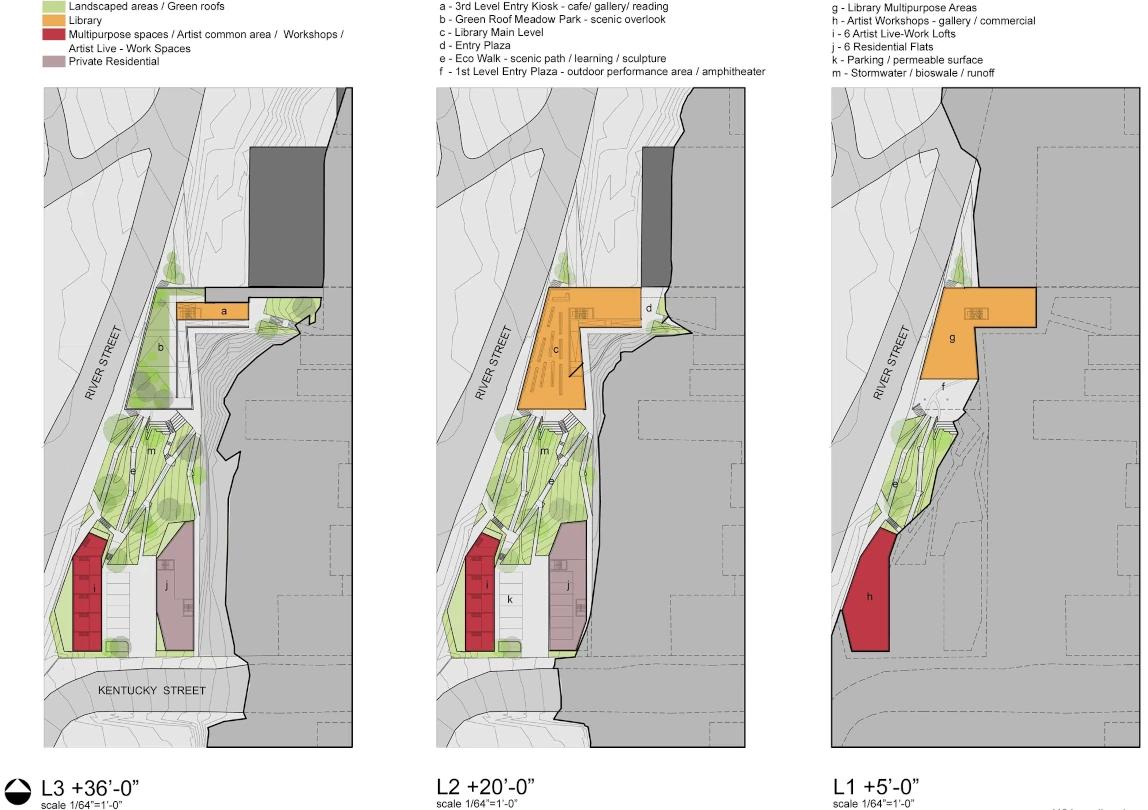 Landscaped areas / Green roofs
Library
Multipurpose spaces / Artist common area / Workshops /
Artist Live - Work Spaces
Private Residential
a - 3rd Level Entry Kiosk - cafe/ gallery/ reading
b - Green Roof Meadow Park - scenic overlook
c - Library Main Level
d - Entry Plaza
e - Eco Walk - scenic path / learning / sculpture
f - 1st Level Entry Plaza - outdoor performance area / amphitheater
g - Library Multipurpose Areas
h - Artist Workshops - gallery / commercial
i - 6 Artist Live-Work Lofts
j - 6 Residential Flats
k - Parking / permeable surface
m - Stormwater / bioswale / runoff
a
b
RIVER STREET
m
e
i
j
KENTUCKY STREET
L3 +36'-0"
scale 1/64"=1'-0"
d
c
RIVER STREET
m
e
i
j
k
L2 +20'-0"
scale 1/64"=1'-0"
g
RIVER STREET
f
e
h
L1 +5'-0"
scale 1/64"=1'-0"